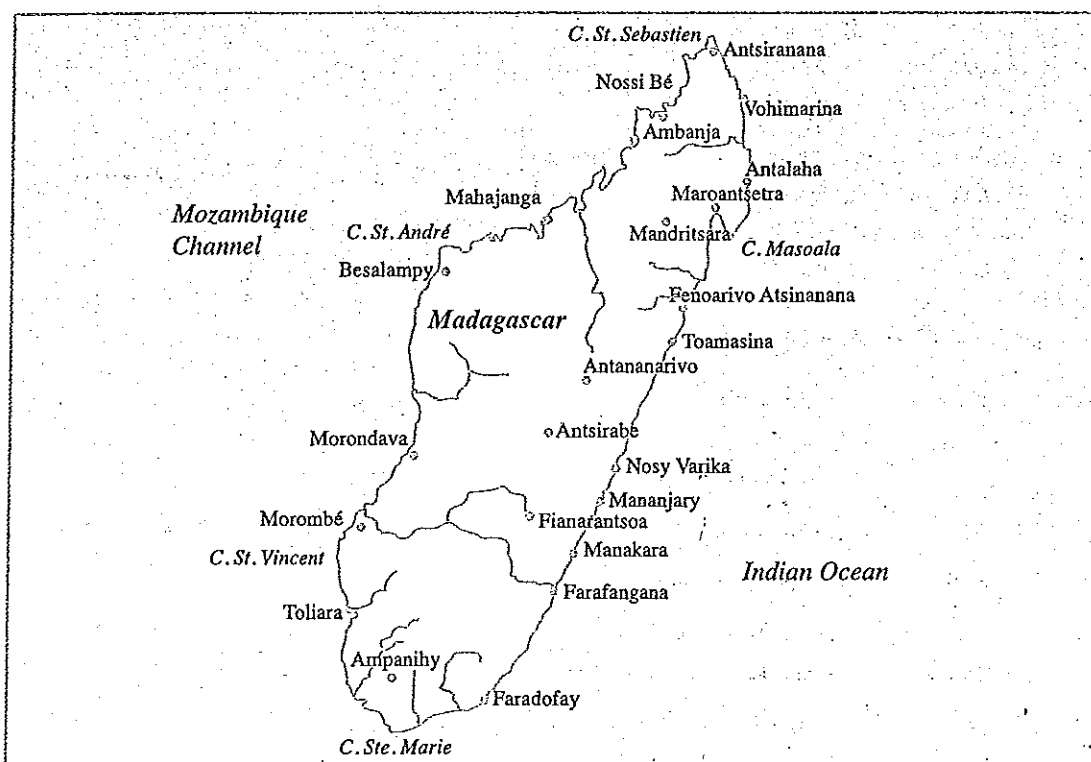 C. St. Sebastien
Antsiranana
Nossi Bé
Vohimarina
Ambanja
Antalaha
Maroantsetra
Mahajanga
Mozambique
Channel
C. St. André
Mandritsara
C. Masoala
Besalampy
Fenoarivo Atsinanana
Madagascar
Toamasina
Antananarivo
Antsirabe
Morondava
Nosy Varika
Mananjary
Morombé
Fianarantsoa
Manakara
C. St. Vincent
Indian Ocean
Farafangana
Toliara
Ampanihy
Faradofay
C. Ste. Marie